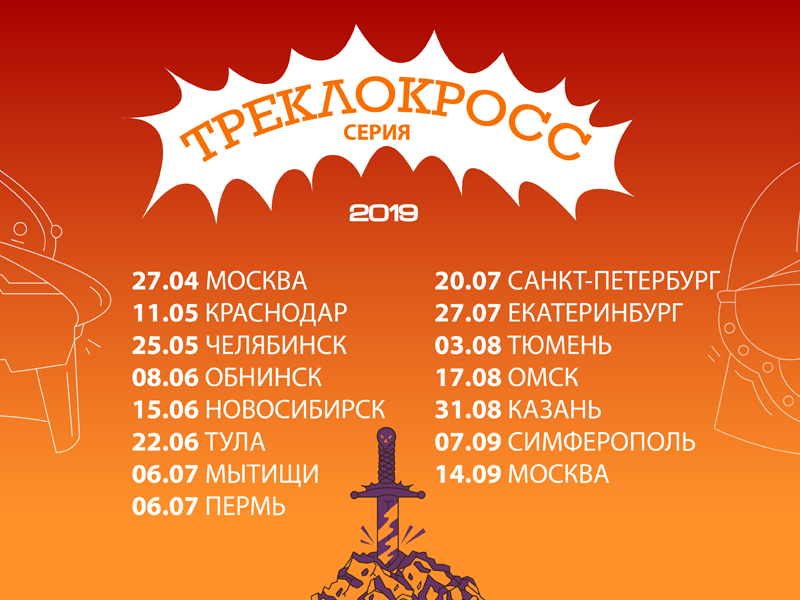 ТРЕКЛОКРОСС
СЕРИЯ
2019
27.04 МОСКВА
11.05 КРАСНОДАР
25.05 ЧЕЛЯБИНСК
08.06 ОБНИНСК
15.06 НОВОСИБИРСК
22.06 ТУЛА
06.07 МЫТИЩИ
06.07 ПЕРМЬ
20.07 САНКТ-ПЕТЕРБУРГ
27.07 ЕКАТЕРИНБУРГ
03.08 ТЮМЕНЬ
17.08 ОМСК
31.08 КАЗАНЬ
07.09 СИМФЕРОПОЛЬ
14.09 МОСКВА